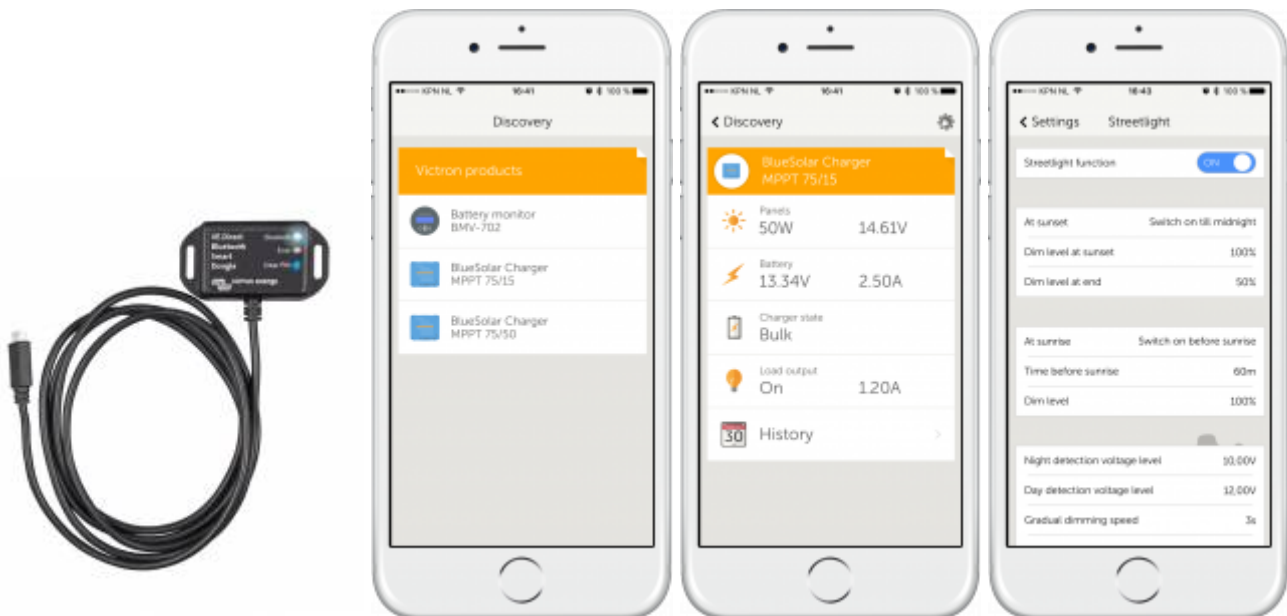 VE.Direct
Bluetooth
Smart
Dongle
Error
victron energy
KPN NL 16:41 100 %
Discovery
Victron products
Battery monitor
BMV-702
BlueSolar Charger
MPPT 75/15
BlueSolar Charger
MPPT 75/50
KPN NL 16:41 100 %
Discovery
BlueSolar Charger
MPPT 75/15
Panels
50W 14.61V
Battery
13.34V 2.50A
Charger state
Bulk
Load output
On 1.20A
30 History
KPN NL 16:43 100 %
Settings Streetlight
Streetlight function ON
At sunset Switch on till midnight
Dim level at sunset 100%
Dim level at end 50%
At sunrise Switch on before sunrise
Time before sunrise 60m
Dim level 100%
Night detection voltage level 10,00V
Day detection voltage level 12,00V
Gradual dimming speed 3s